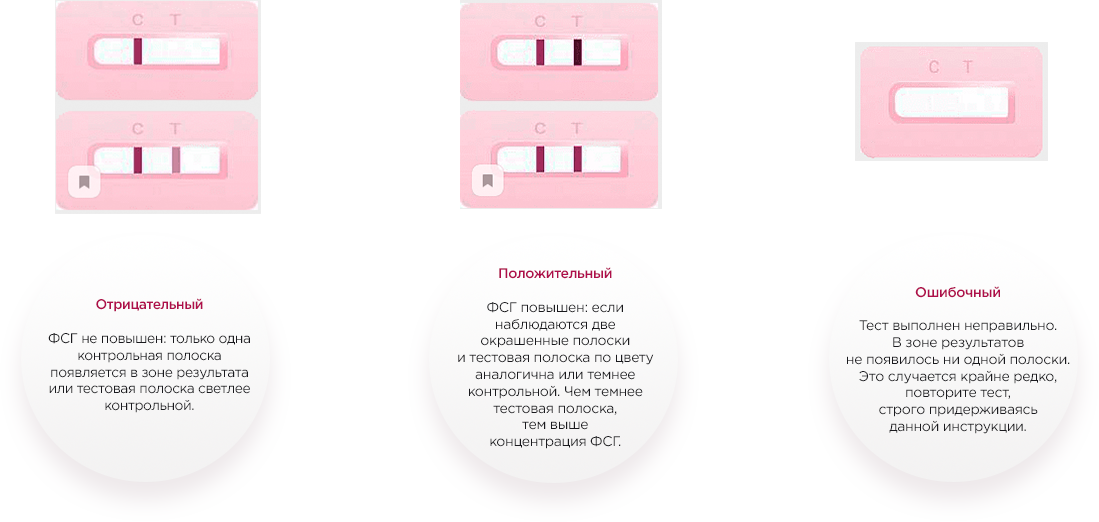 C T
C T
Отрицательный
ФСГ не повышен: только одна
контрольная полоска
появляется в зоне результата
или тестовая полоска светлее
контрольной.
C T
C T
Положительный
ФСГ повышен: если
наблюдаются две
окрашенные полоски
и тестовая полоска по цвету
аналогична или темнее
контрольной. Чем темнее
тестовая полоска,
тем выше
концентрация ФСГ.
C T
Ошибочный
Тест выполнен неправильно.
В зоне результатов
не появилось ни одной полоски.
Это случается крайне редко,
повторите тест,
строго придерживаясь
данной инструкции.